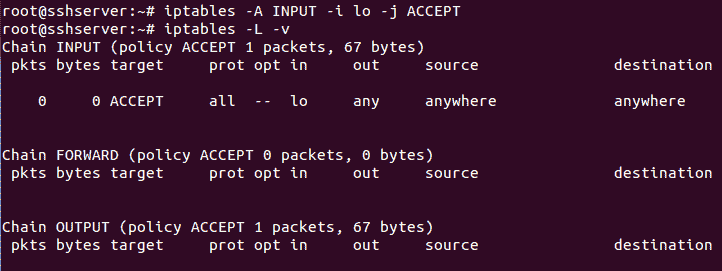 root@sshserver:~# iptables -A INPUT -i lo -j ACCEPT
root@sshserver:~# iptables -L -v
Chain INPUT (policy ACCEPT 1 packets, 67 bytes)
 pkts bytes target     prot opt in     out     source               destination
    0     0 ACCEPT     all  --  lo     any     anywhere             anywhere
Chain FORWARD (policy ACCEPT 0 packets, 0 bytes)
 pkts bytes target     prot opt in     out     source               destination
Chain OUTPUT (policy ACCEPT 1 packets, 67 bytes)
 pkts bytes target     prot opt in     out     source               destination